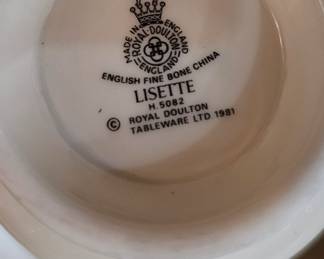 MADE IN ENGLAND
ROYAL DOULTON
ENGLAND
ENGLISH FINE BONE CHINA
LISETTE
H.5082
© ROYAL DOULTON
TABLEWARE LTD 1981